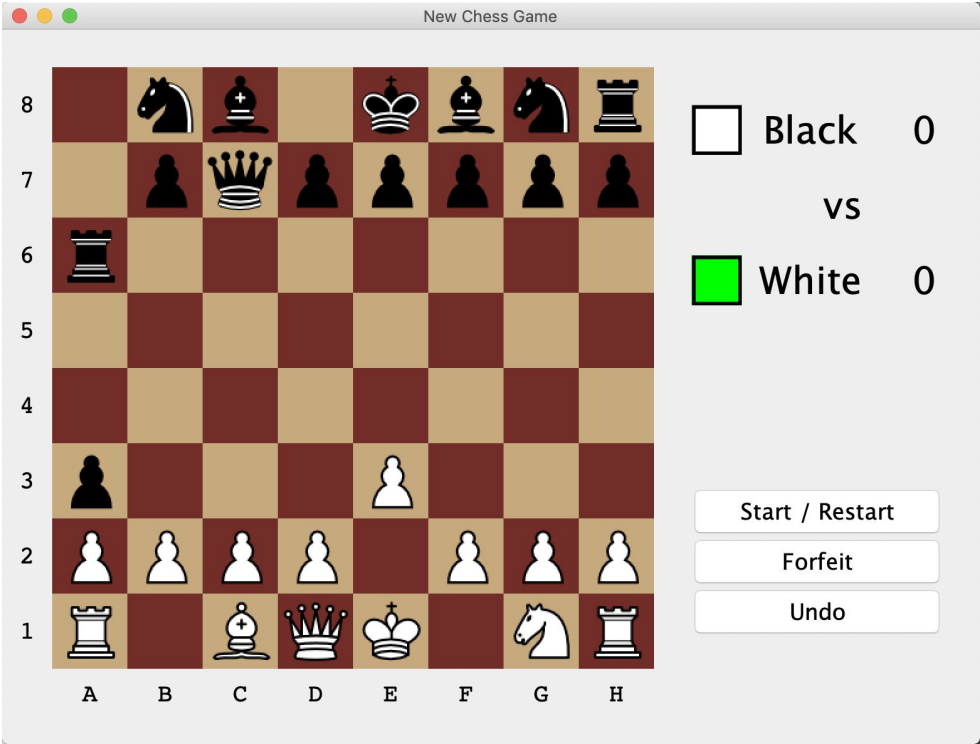 New Chess Game
8
7
6
5
4
3
2
1
A B C D E F G H
Black 0
vs
White 0
Start / Restart
Forfeit
Undo